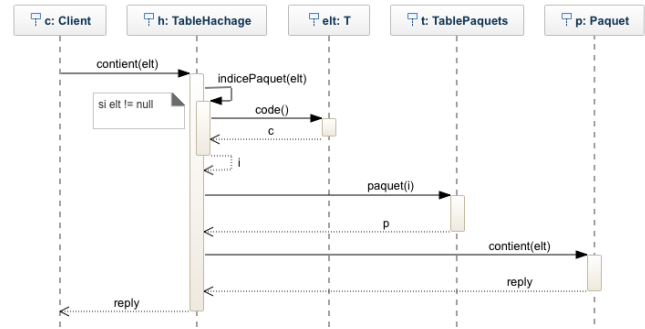 c: Client
h: TableHachage
elt: T
t: TablePaquets
p: Paquet
contient(elt)
indicePaquet(elt)
si elt != null
code()
c
i
paquet(i)
p
contient(elt)
reply
reply